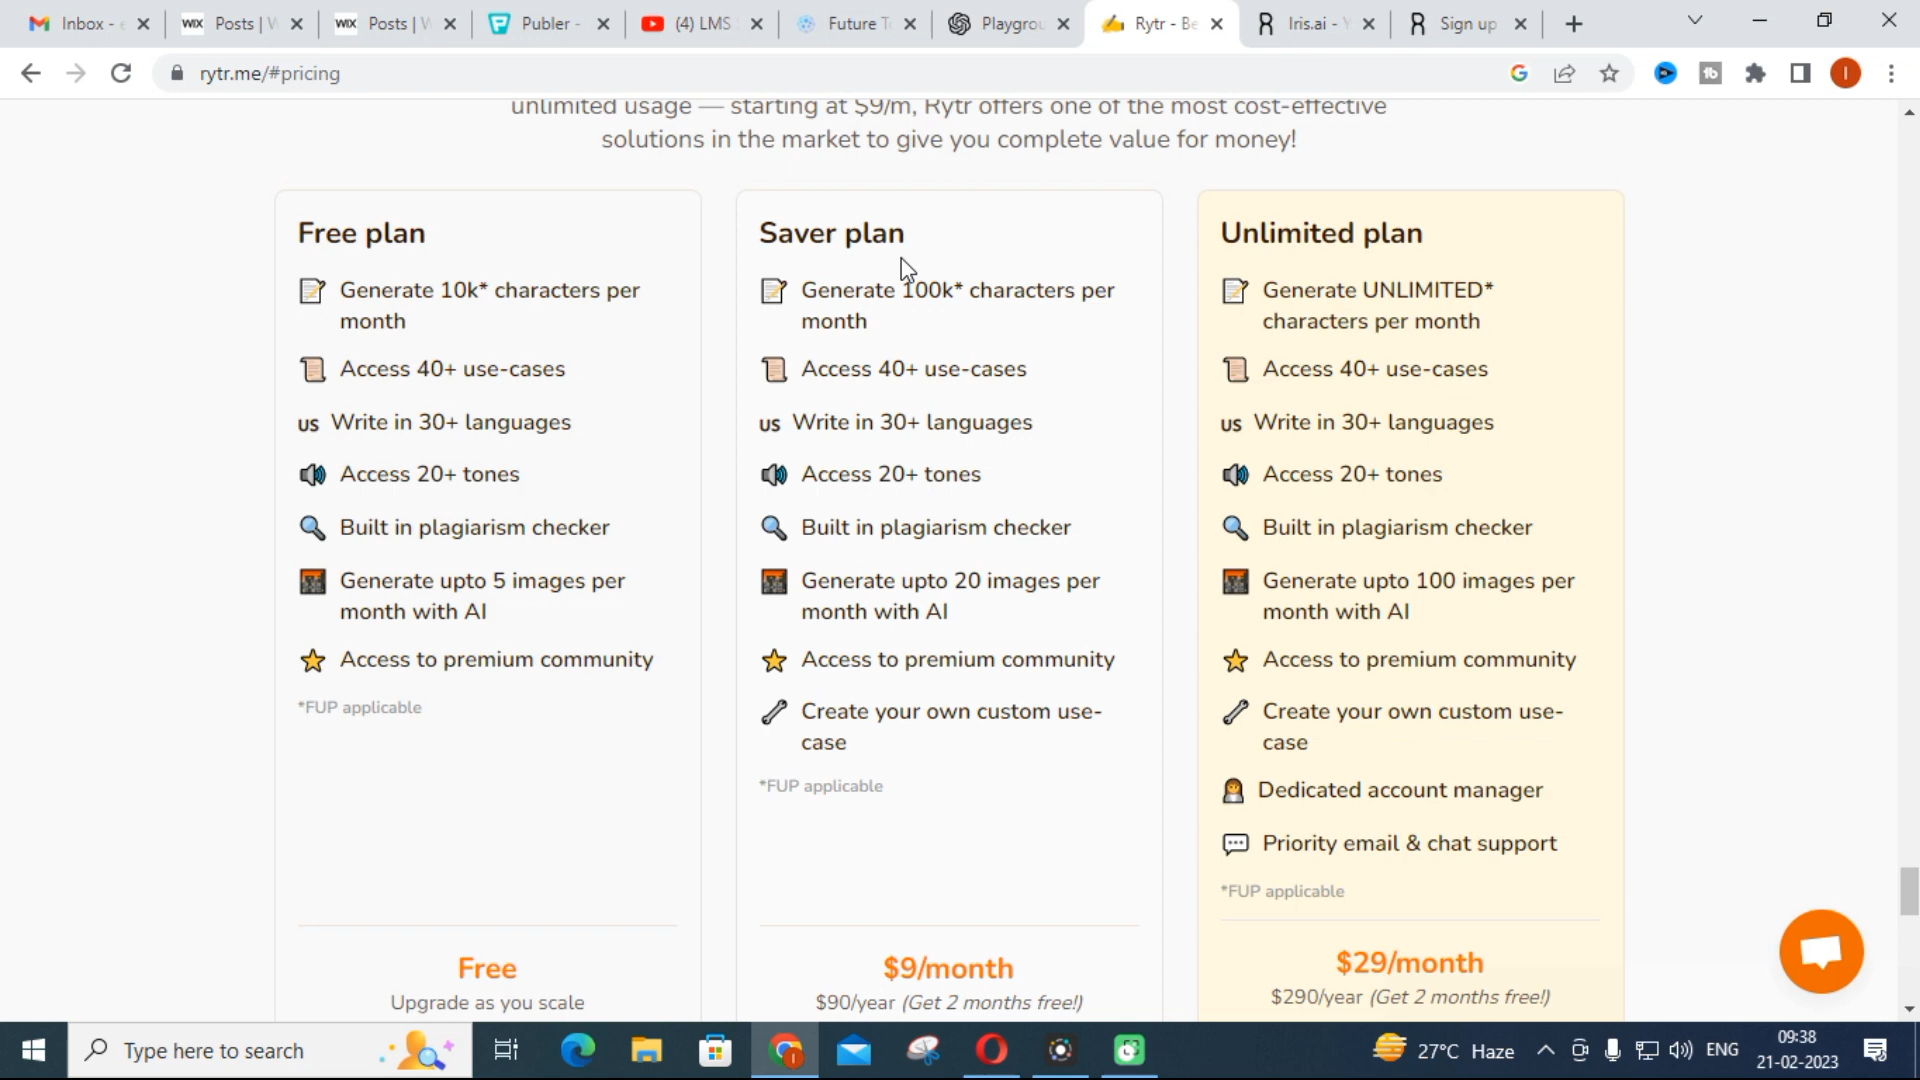 Inbox - e
WIX Posts | W
WIX Posts | W
Publer -
(4) LMS
Future T
Playgrou
Rytr - Be
Iris.ai - Y
Sign up
rytr.me/#pricing
unlimited usage — starting at $9/m, Rytr offers one of the most cost-effective
solutions in the market to give you complete value for money!
Free plan
Generate 10k* characters per
month
Access 40+ use-cases
US Write in 30+ languages
Access 20+ tones
Built in plagiarism checker
Generate upto 5 images per
month with AI
Access to premium community
*FUP applicable
Free
Upgrade as you scale
Saver plan
Generate 100k* characters per
month
Access 40+ use-cases
US Write in 30+ languages
Access 20+ tones
Built in plagiarism checker
Generate upto 20 images per
month with AI
Access to premium community
Create your own custom use-
case
*FUP applicable
$9/month
$90/year (Get 2 months free!)
Unlimited plan
Generate UNLIMITED*
characters per month
Access 40+ use-cases
US Write in 30+ languages
Access 20+ tones
Built in plagiarism checker
Generate upto 100 images per
month with AI
Access to premium community
Create your own custom use-
case
Dedicated account manager
Priority email & chat support
*FUP applicable
$29/month
$290/year (Get 2 months free!)
Type here to search
27°C Haze
ENG
09:38
21-02-2023